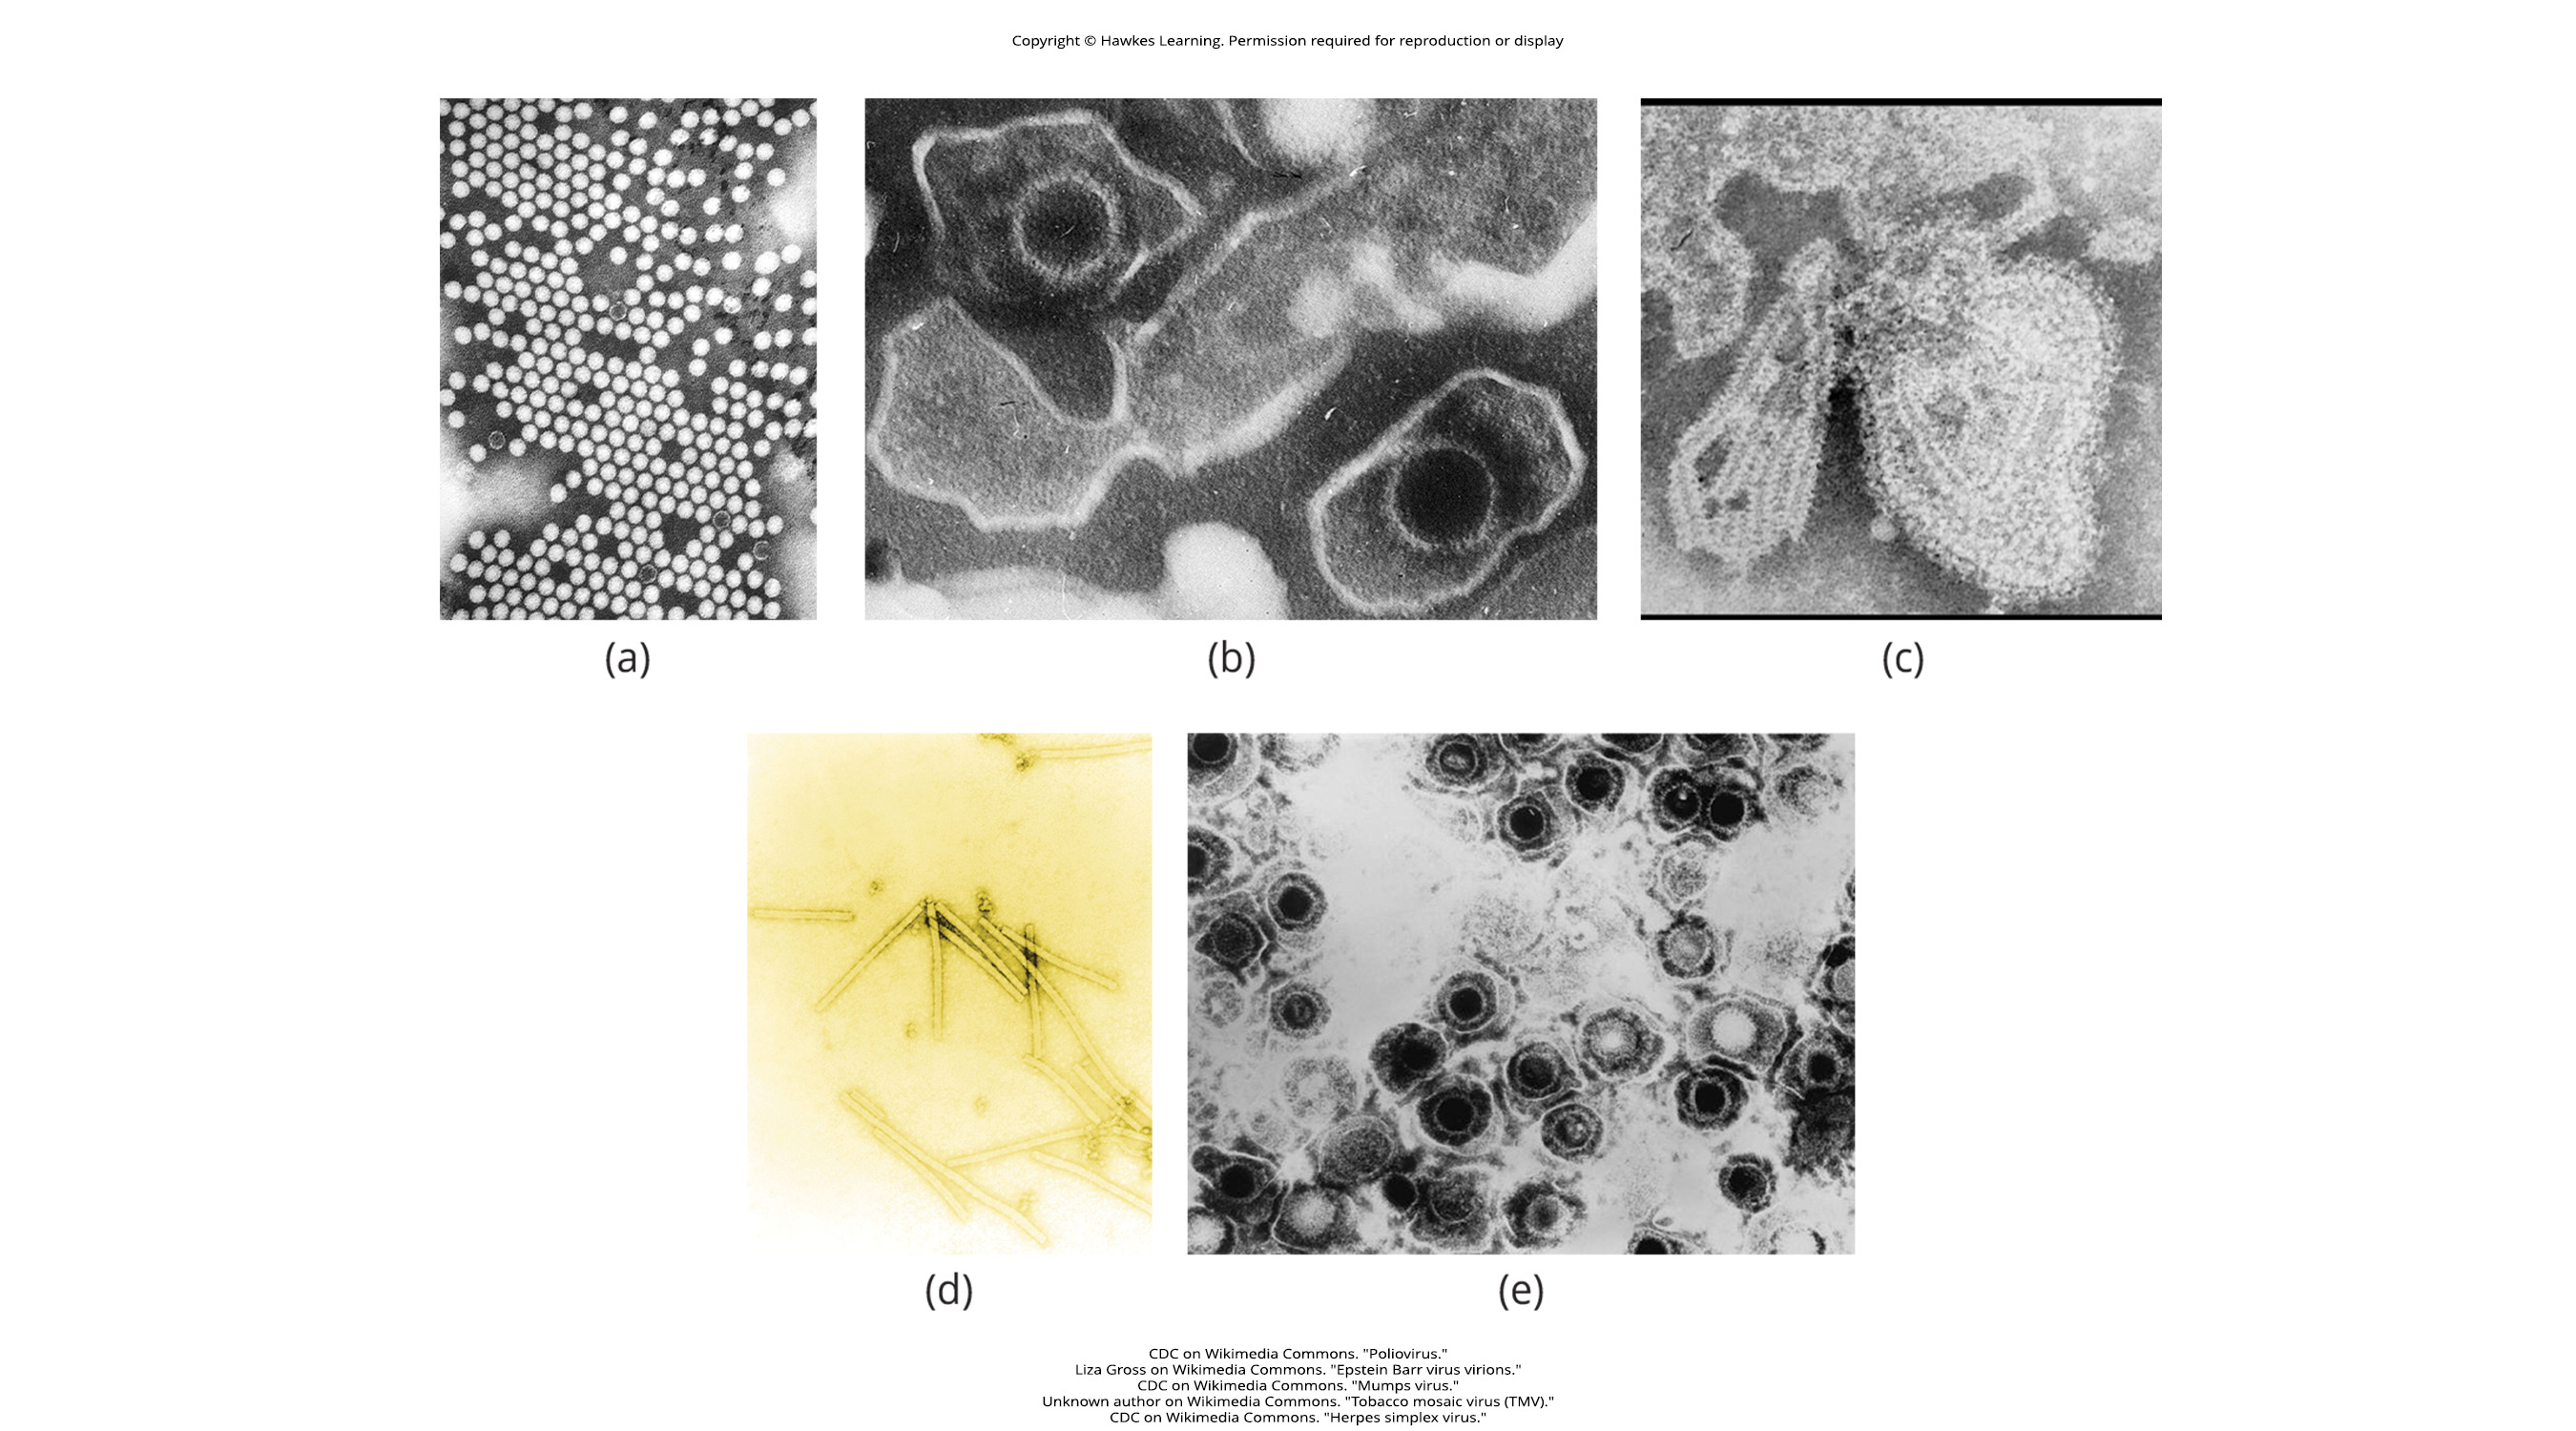 Copyright © Hawkes Learning. Permission required for reproduction or display
(a)
(b)
(c)
(d)
(e)
CDC on Wikimedia Commons. "Poliovirus."
Liza Gross on Wikimedia Commons. "Epstein Barr virus virions."
CDC on Wikimedia Commons. "Mumps virus."
Unknown author on Wikimedia Commons. "Tobacco mosaic virus (TMV)."
CDC on Wikimedia Commons. "Herpes simplex virus."